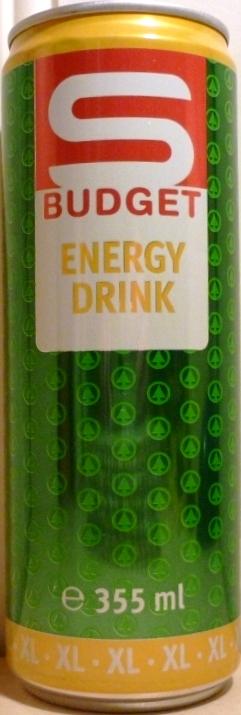 S
BUDGET
ENERGY
DRINK
℮ 355 ml
XL · XL · XL · XL · XL